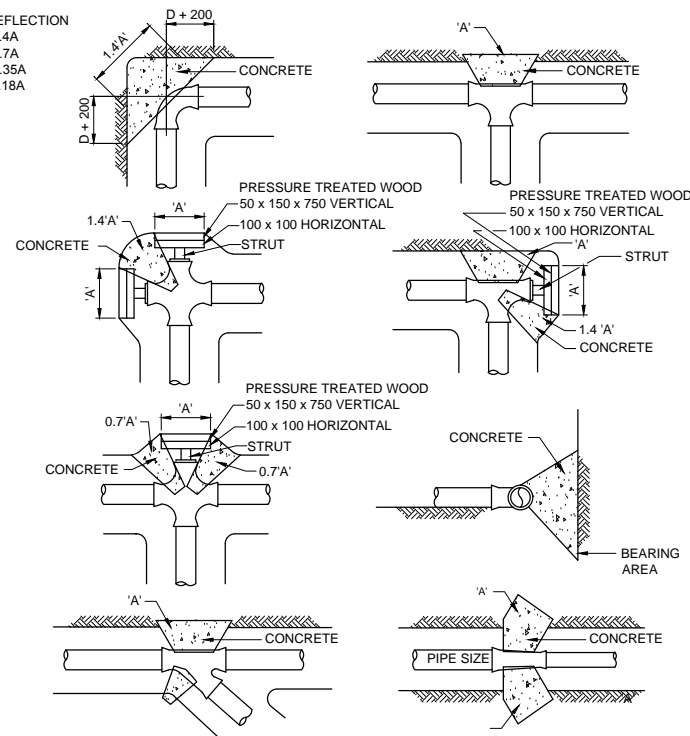 EFLECTION
.4A
.7A
.35A
.18A
D + 200
1.4'A'
CONCRETE
D + 200
'A'
CONCRETE
PRESSURE TREATED WOOD
50 x 150 x 750 VERTICAL
100 x 100 HORIZONTAL
STRUT
'A'
1.4'A'
CONCRETE
'A'
PRESSURE TREATED WOOD
50 x 150 x 750 VERTICAL
100 x 100 HORIZONTAL
'A'
STRUT
'A'
1.4 'A'
CONCRETE
PRESSURE TREATED WOOD
50 x 150 x 750 VERTICAL
100 x 100 HORIZONTAL
STRUT
'A'
0.7'A'
CONCRETE
0.7'A'
CONCRETE
BEARING
AREA
'A'
CONCRETE
'A'
CONCRETE
PIPE SIZE
'A'